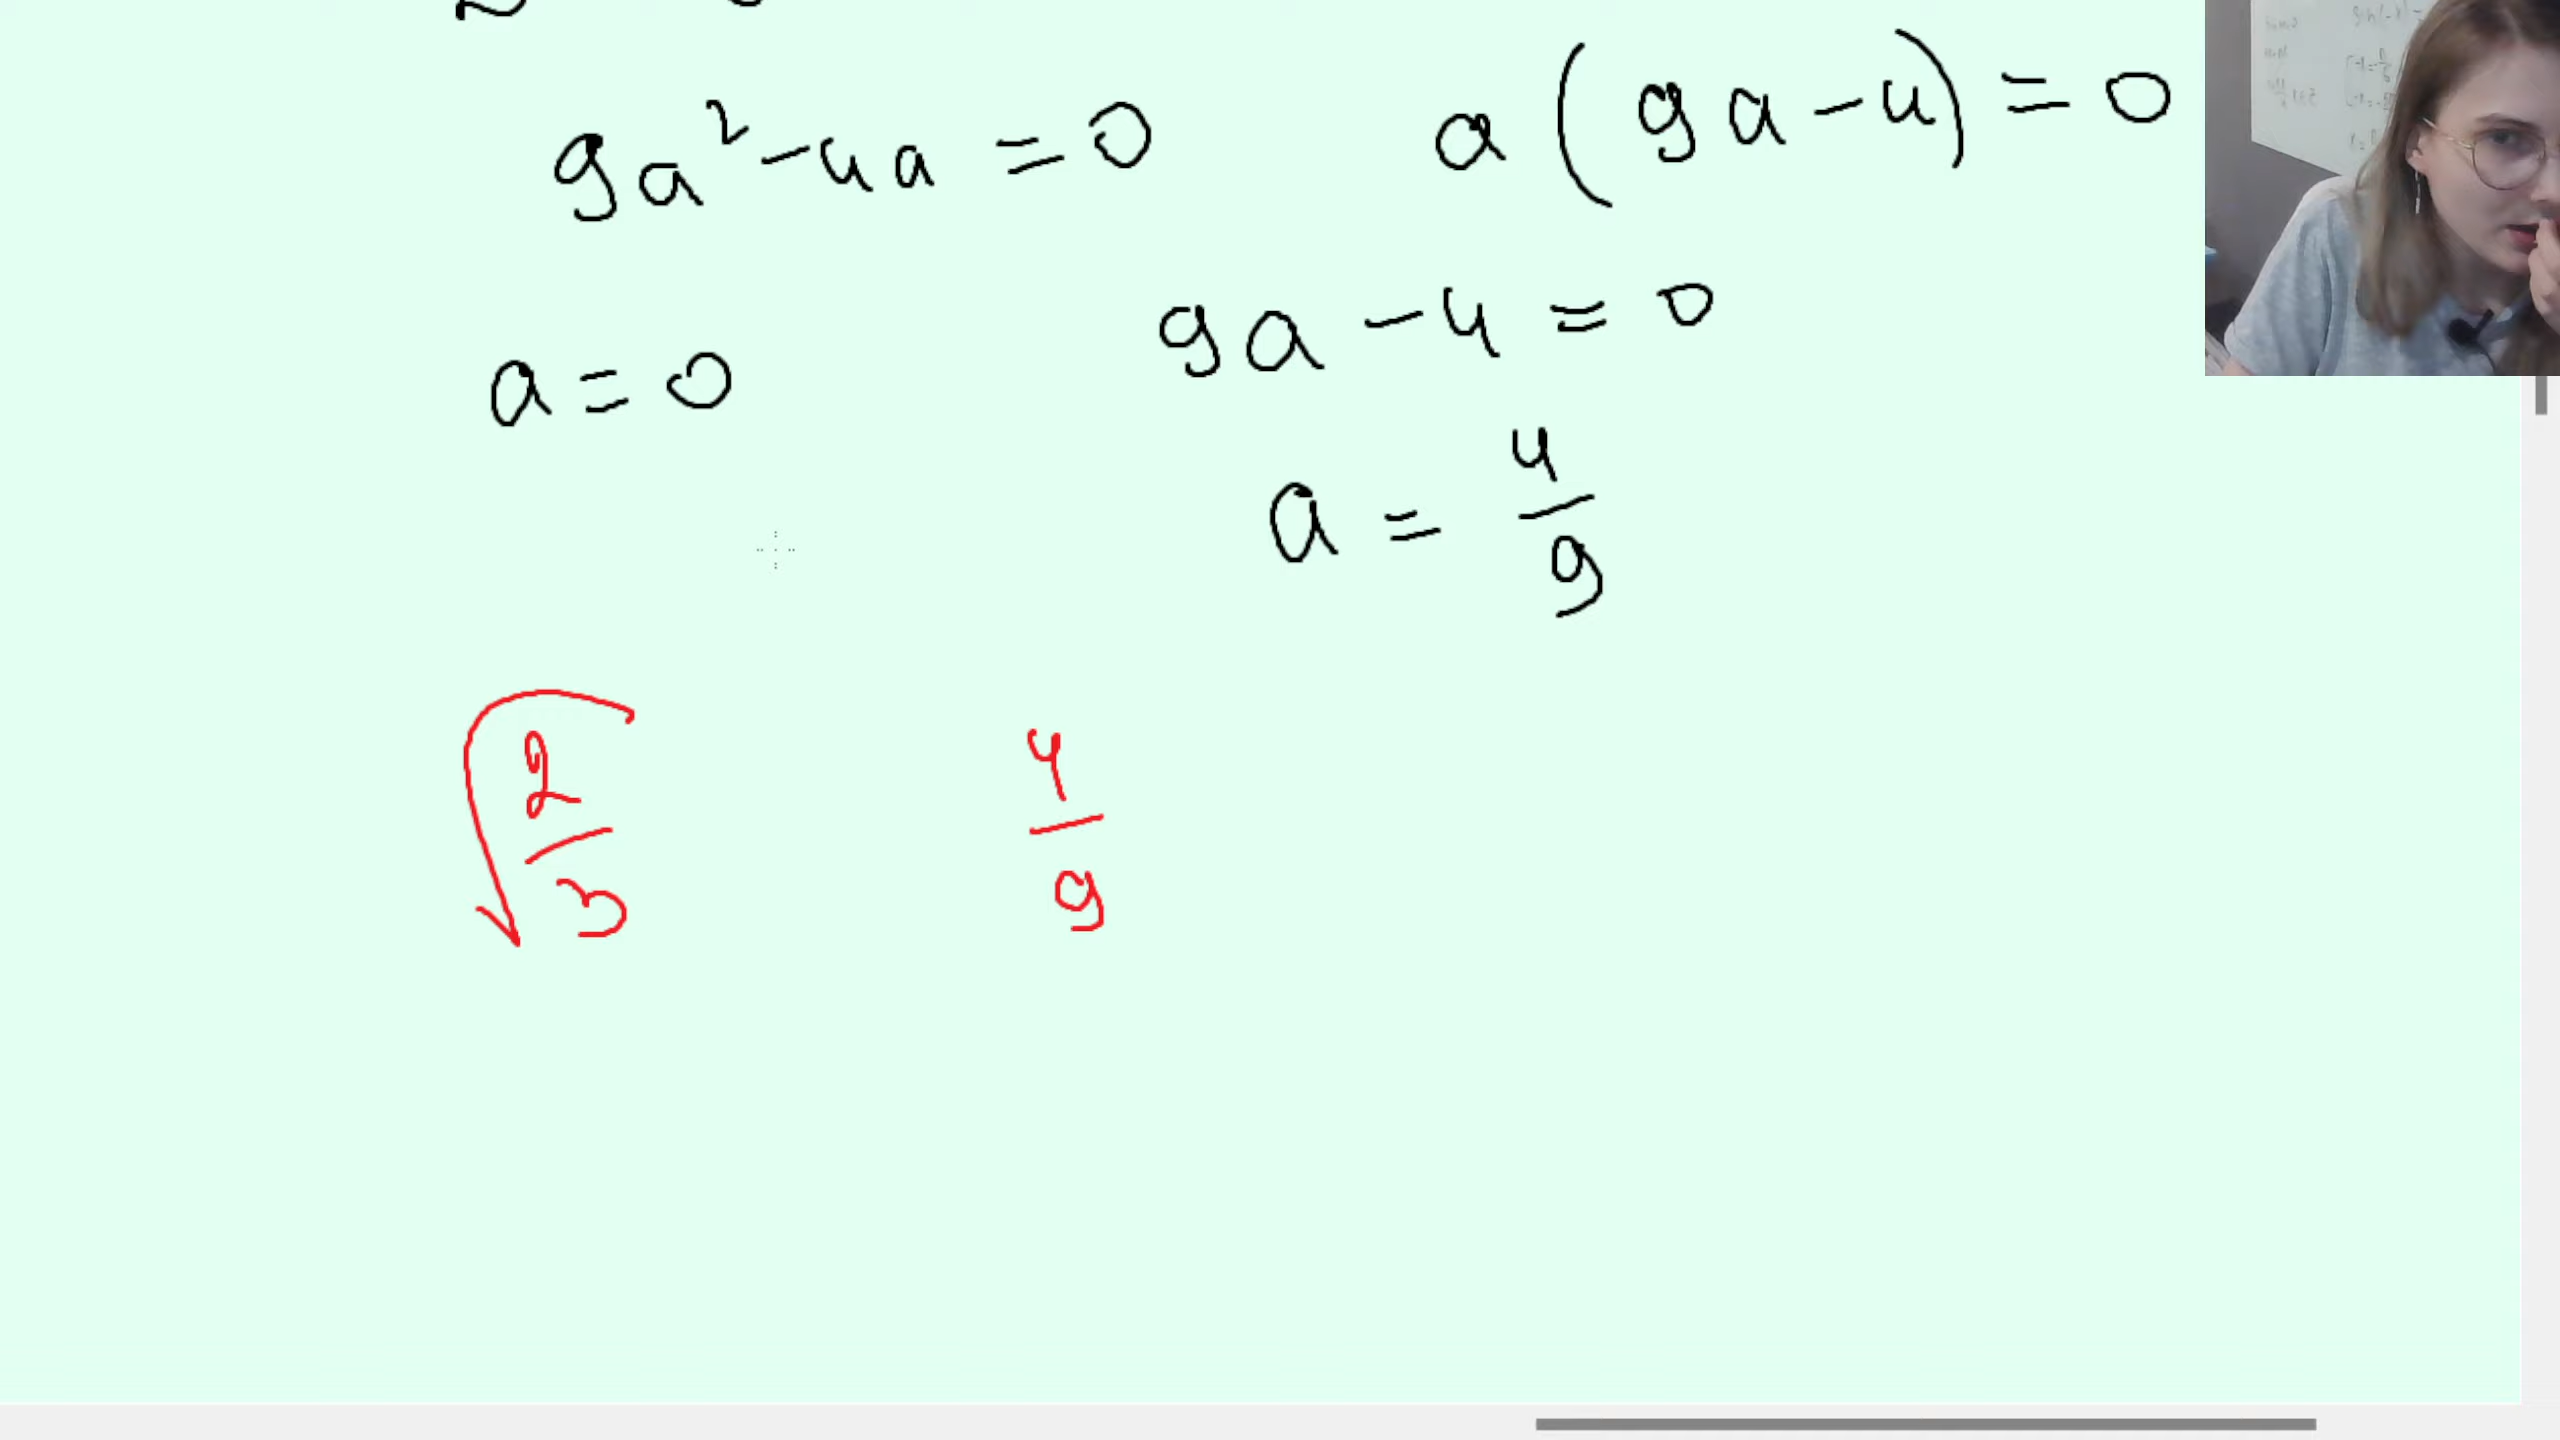 9a² - 4a = 0
a(9a - 4) = 0
9a - 4 = 0
a = 0
a = 4/9
√(2/3)
4/9